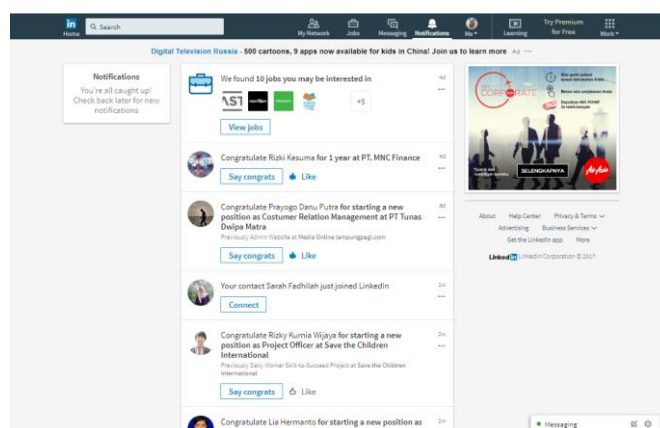 in
Home
Search
My Network
Jobs
Messaging
Notifications
Me
Learning
Try Premium
for Free
Work
Digital Television Russia - 500 cartoons, 9 apps now available for kids in China! Join us to learn more Ad ...
Notifications
You're all caught up!
Check back later for new
notifications
We found 10 jobs you may be interested in
4d
+5
View jobs
Congratulate Rizki Kesuma for 1 year at PT. MNC Finance
Say congrats
Like
Congratulate Prayogo Danu Putra for starting a new
position as Costumer Relation Management at PT Tunas
Dwipa Matra
Previously Admin Website at Media Online lampungpagi.com
Say congrats
Like
Your contact Sarah Fadhilah just joined LinkedIn
Connect
Congratulate Rizky Kurnia Wijaya for starting a new
position as Project Officer at Save the Children
International
Previously Daily Worker Skill-to-Succeed Project at Save the Children
International
Say congrats
Like
Congratulate Lia Hermanto for starting a new position as
CORPORATE
SELENGKAPNYA
AirAsia
About Help Center Privacy & Terms
Advertising Business Services
Get the LinkedIn app More
LinkedIn LinkedIn Corporation © 2017
Messaging